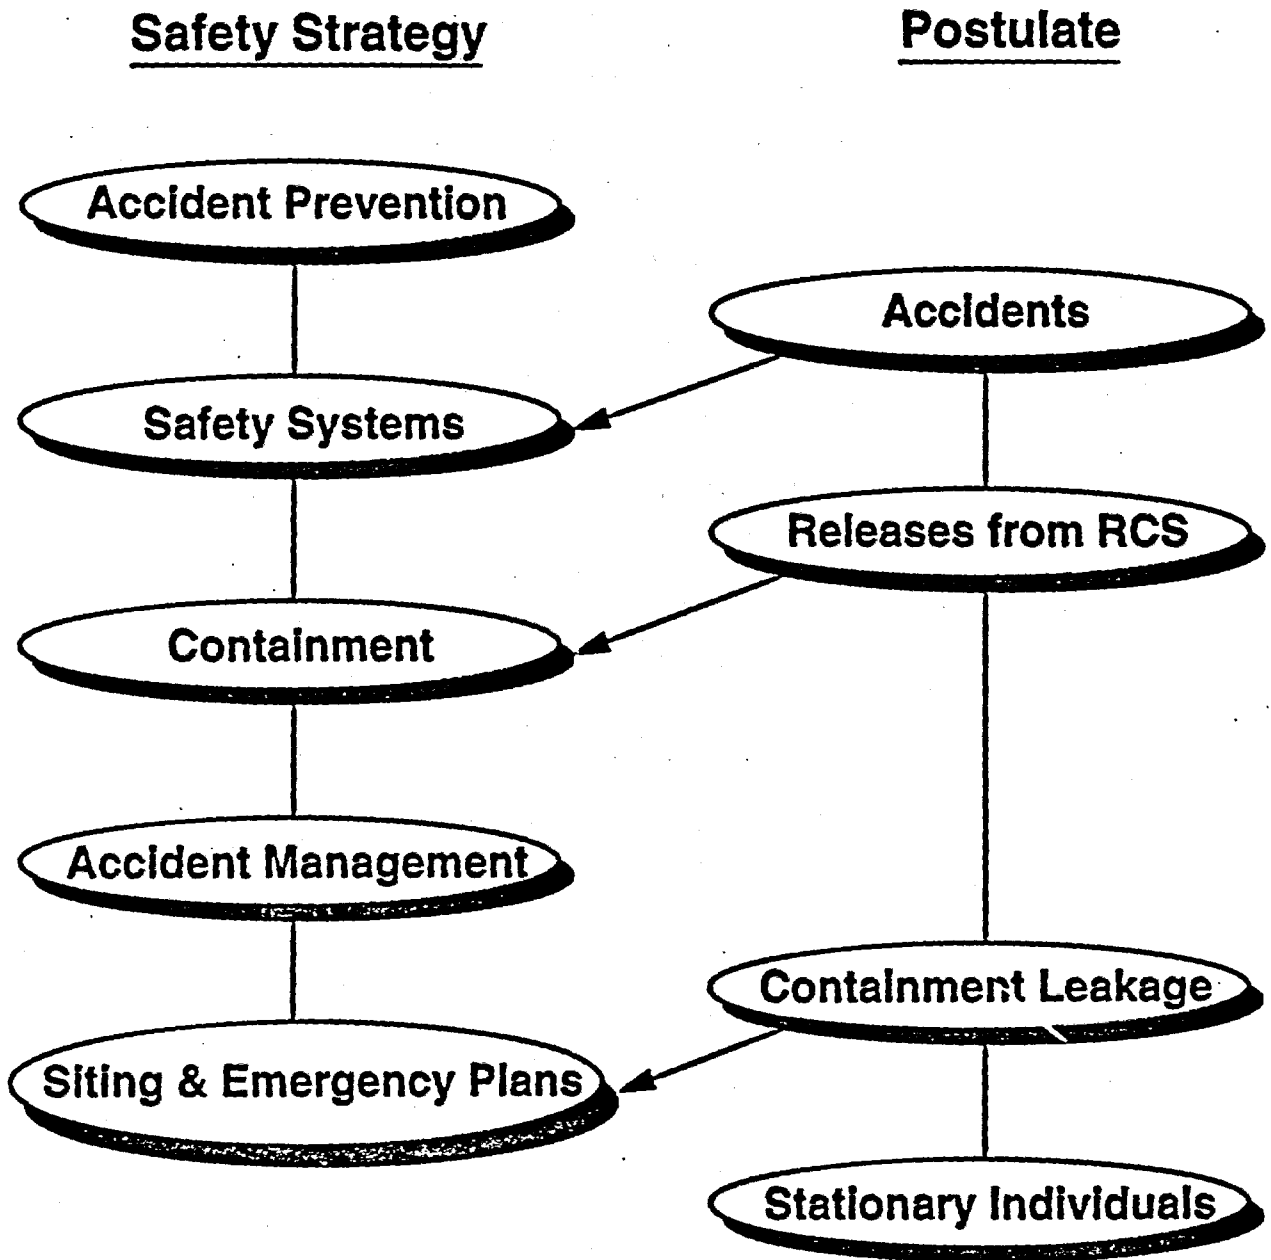 Safety Strategy
Postulate
Accident Prevention
Accidents
Safety Systems
Releases from RCS
Containment
Accident Management
Containment Leakage
Siting & Emergency Plans
Stationary Individuals